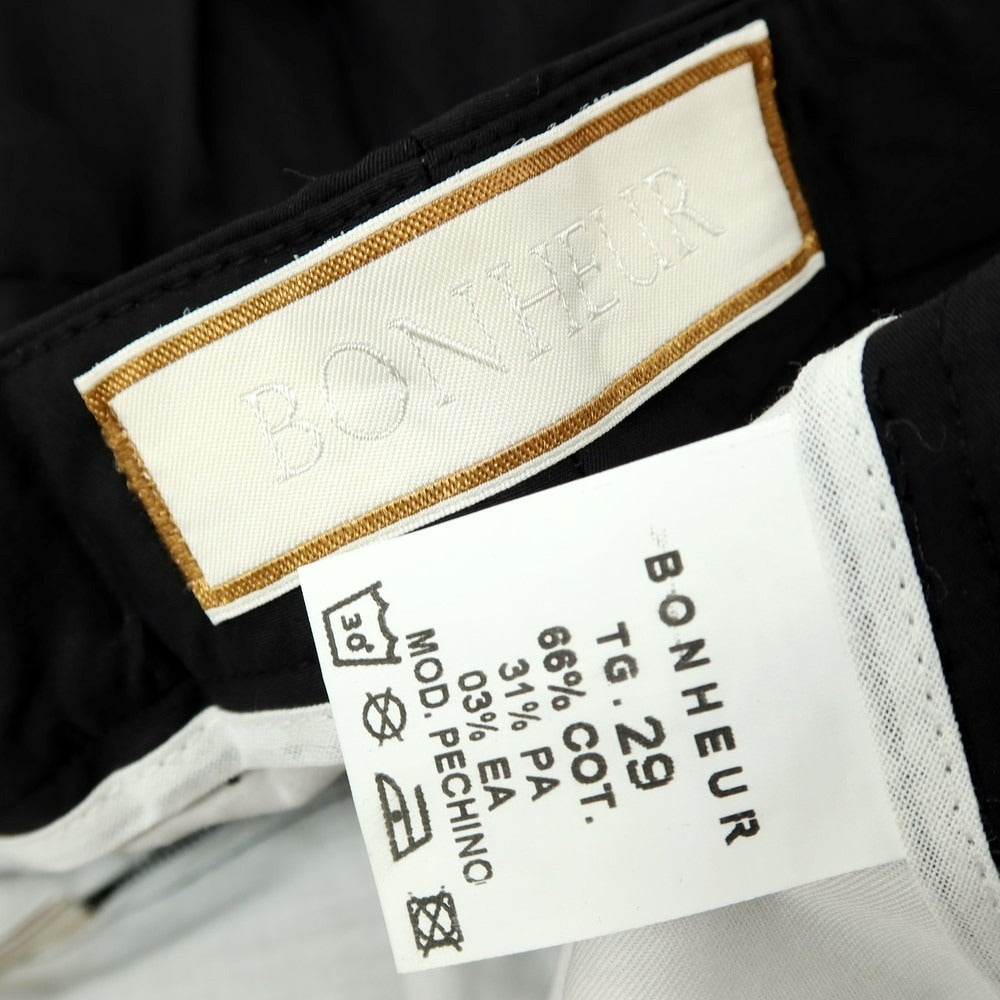 BONHEUR
BONHEUR
TG. 29
66% COT.
31% PA
03% EA
MOD. PECHINO
30°